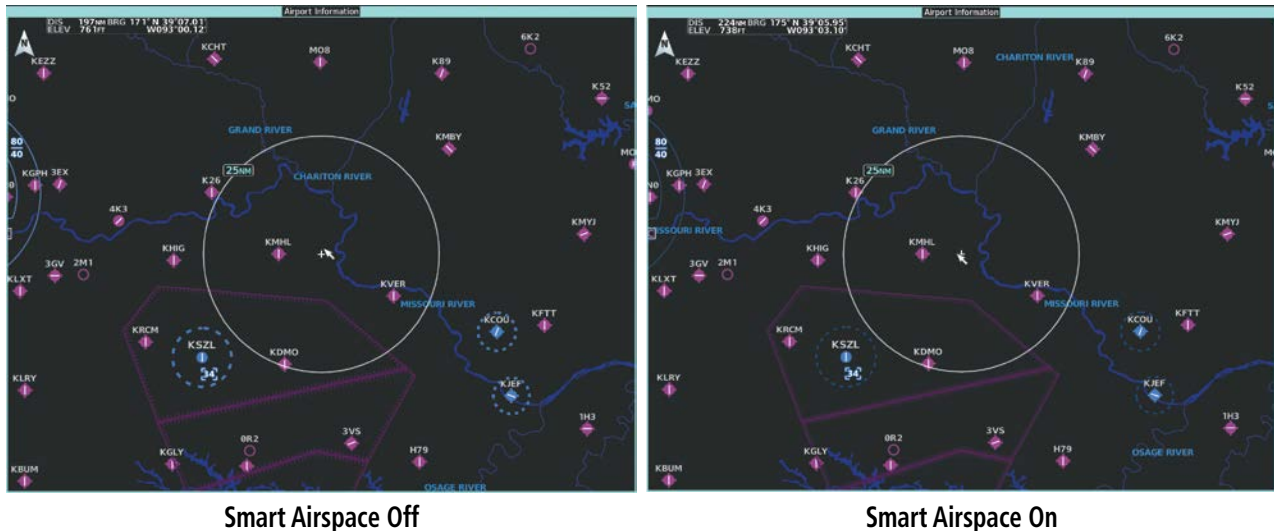 Airport Information
DIS 197NM BRG 171° N 39°07.01'
ELEV 761FT W093°00.12'
N
6K2
KCHT
MO8
KEZZ
K89
K52
MO
GRAND RIVER
80
40
KMBY
25NM
CHARITON RIVER
KGPH 3EX
K26
4K3
KMYJ
KHIG
KMHL
3GV 2M1
KLXT
KVER
MISSOURI RIVER
KCOU
KFTT
KRCM
KSZL
34
KDMO
KLRY
KJEF
1H3
0R2
3VS
KGLY
H79
KBUM
OSAGE RIVER
Smart Airspace Off
Airport Information
DIS 224NM BRG 175° N 39°05.95'
ELEV 738FT W093°03.10'
N
6K2
KCHT
MO8
CHARITON RIVER
KEZZ
K89
K52
MO
GRAND RIVER
80
40
KMBY
25NM
KGPH 3EX
K26
4K3
KMYJ
MISSOURI RIVER
KHIG
KMHL
3GV 2M1
KLXT
KVER
MISSOURI RIVER
KCOU
KFTT
KRCM
KSZL
34
KDMO
KLRY
KJEF
1H3
0R2
3VS
OSAGE RIVER
KGLY
H79
KBUM
Smart Airspace On